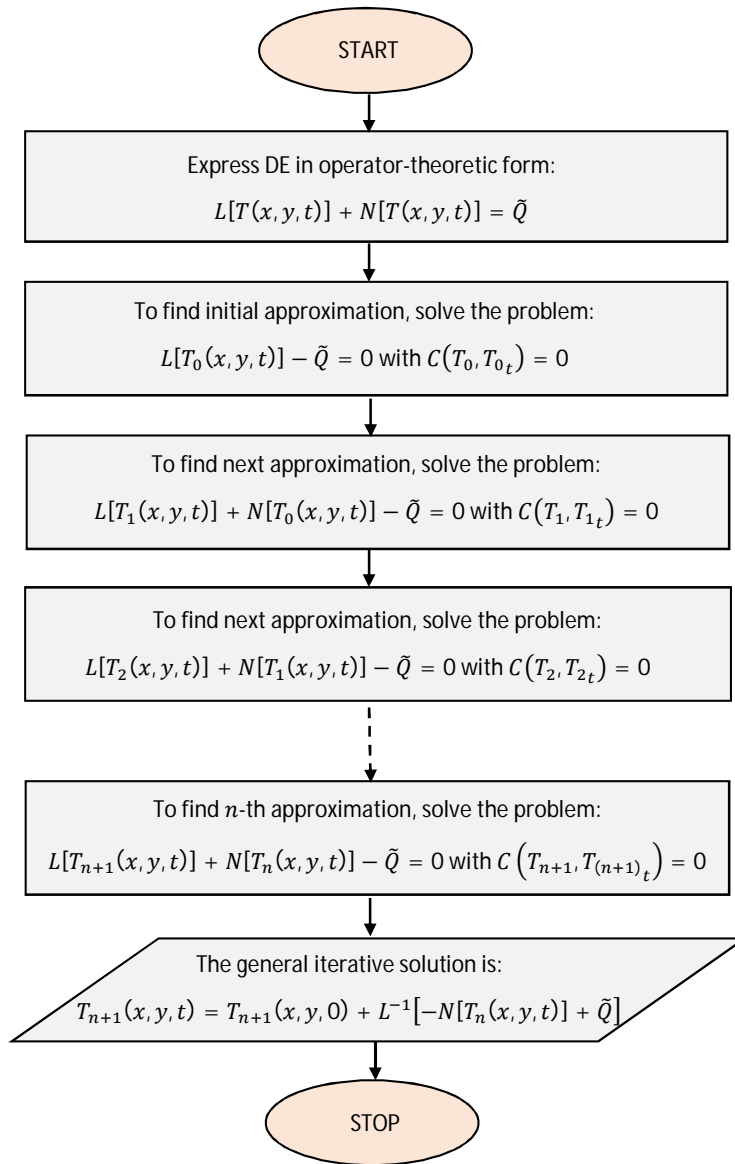 START
Express DE in operator-theoretic form:
L[T(x, y, t)] + N[T(x, y, t)] = Q̃
To find initial approximation, solve the problem:
L[T₀(x, y, t)] − Q̃ = 0 with C(T₀, T₀ₜ) = 0
To find next approximation, solve the problem:
L[T₁(x, y, t)] + N[T₀(x, y, t)] − Q̃ = 0 with C(T₁, T₁ₜ) = 0
To find next approximation, solve the problem:
L[T₂(x, y, t)] + N[T₁(x, y, t)] − Q̃ = 0 with C(T₂, T₂ₜ) = 0
To find n-th approximation, solve the problem:
L[Tₙ₊₁(x, y, t)] + N[Tₙ(x, y, t)] − Q̃ = 0 with C(Tₙ₊₁, T₍ₙ₊₁₎ₜ) = 0
The general iterative solution is:
Tₙ₊₁(x, y, t) = Tₙ₊₁(x, y, 0) + L⁻¹[−N[Tₙ(x, y, t)] + Q̃]
STOP